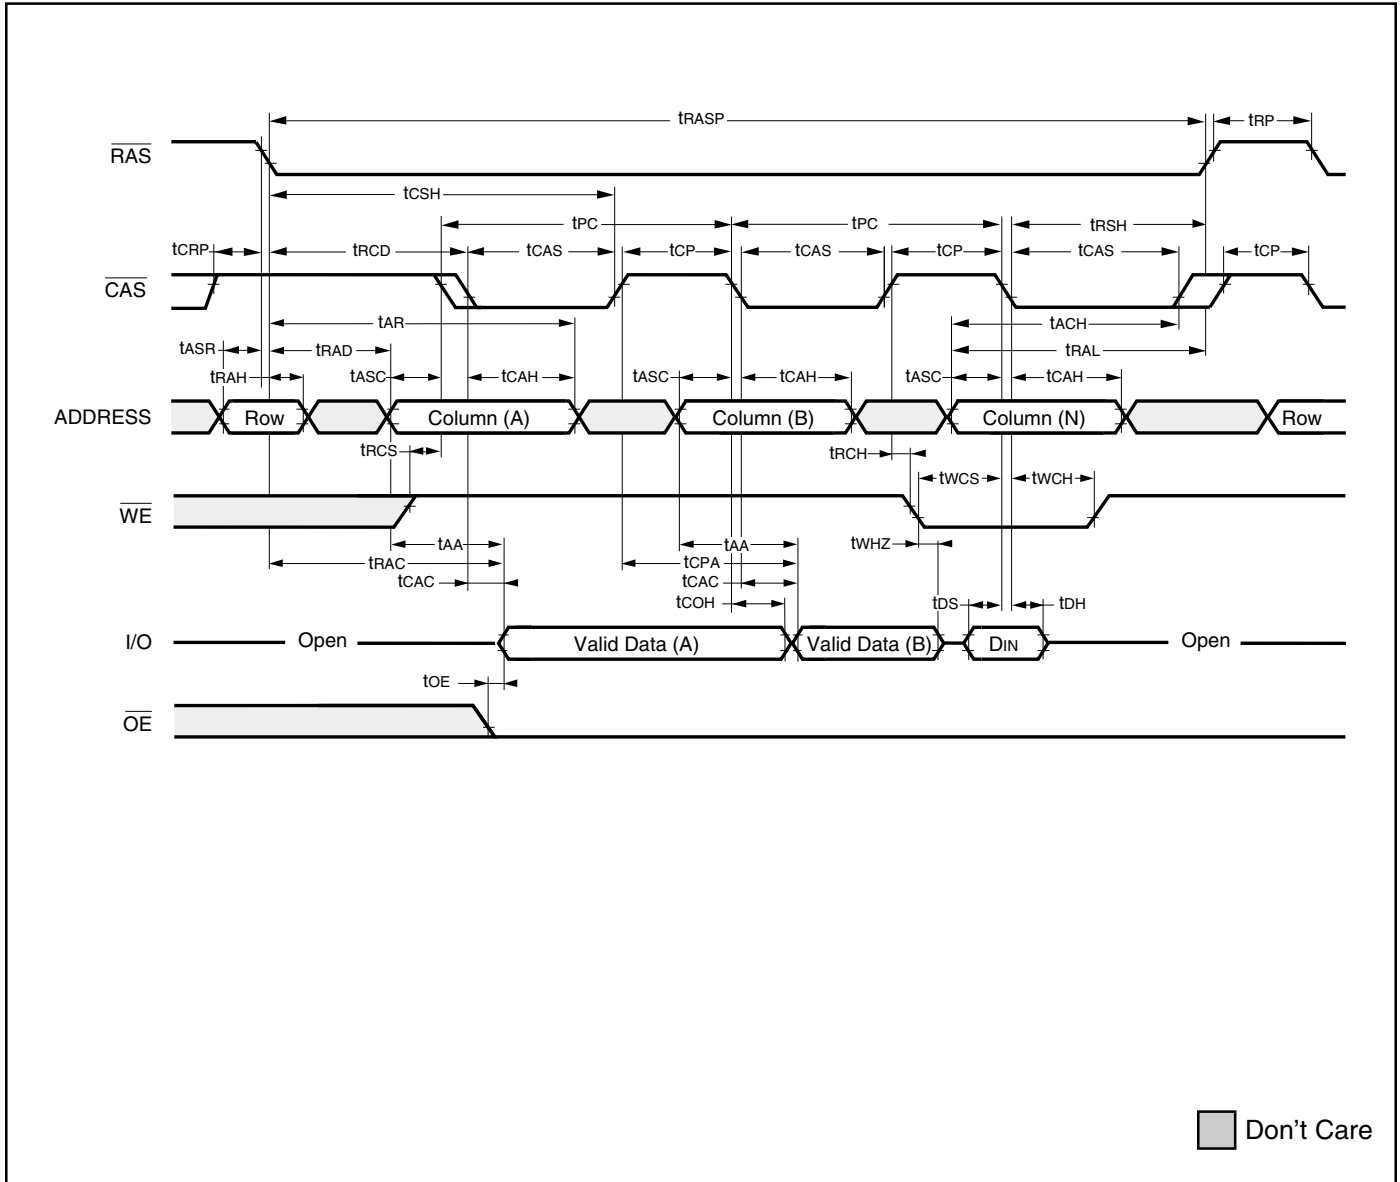 tRASP tRP
RAS
tCSH
tPC tPC tRSH
tCRP tRCD tCAS tCP tCAS tCP tCAS tCP
CAS
tAR tACH
tASR tRAD tRAL
tRAH tASC tCAH tASC tCAH tASC tCAH
ADDRESS Row Column (A) Column (B) Column (N) Row
tRCS tRCH
tWCS tWCH
WE
tAA tAA tWHZ
tRAC tCPA
tCAC tCAC
tCOH tDS tDH
I/O Open Valid Data (A) Valid Data (B) DIN Open
tOE
OE
Don't Care